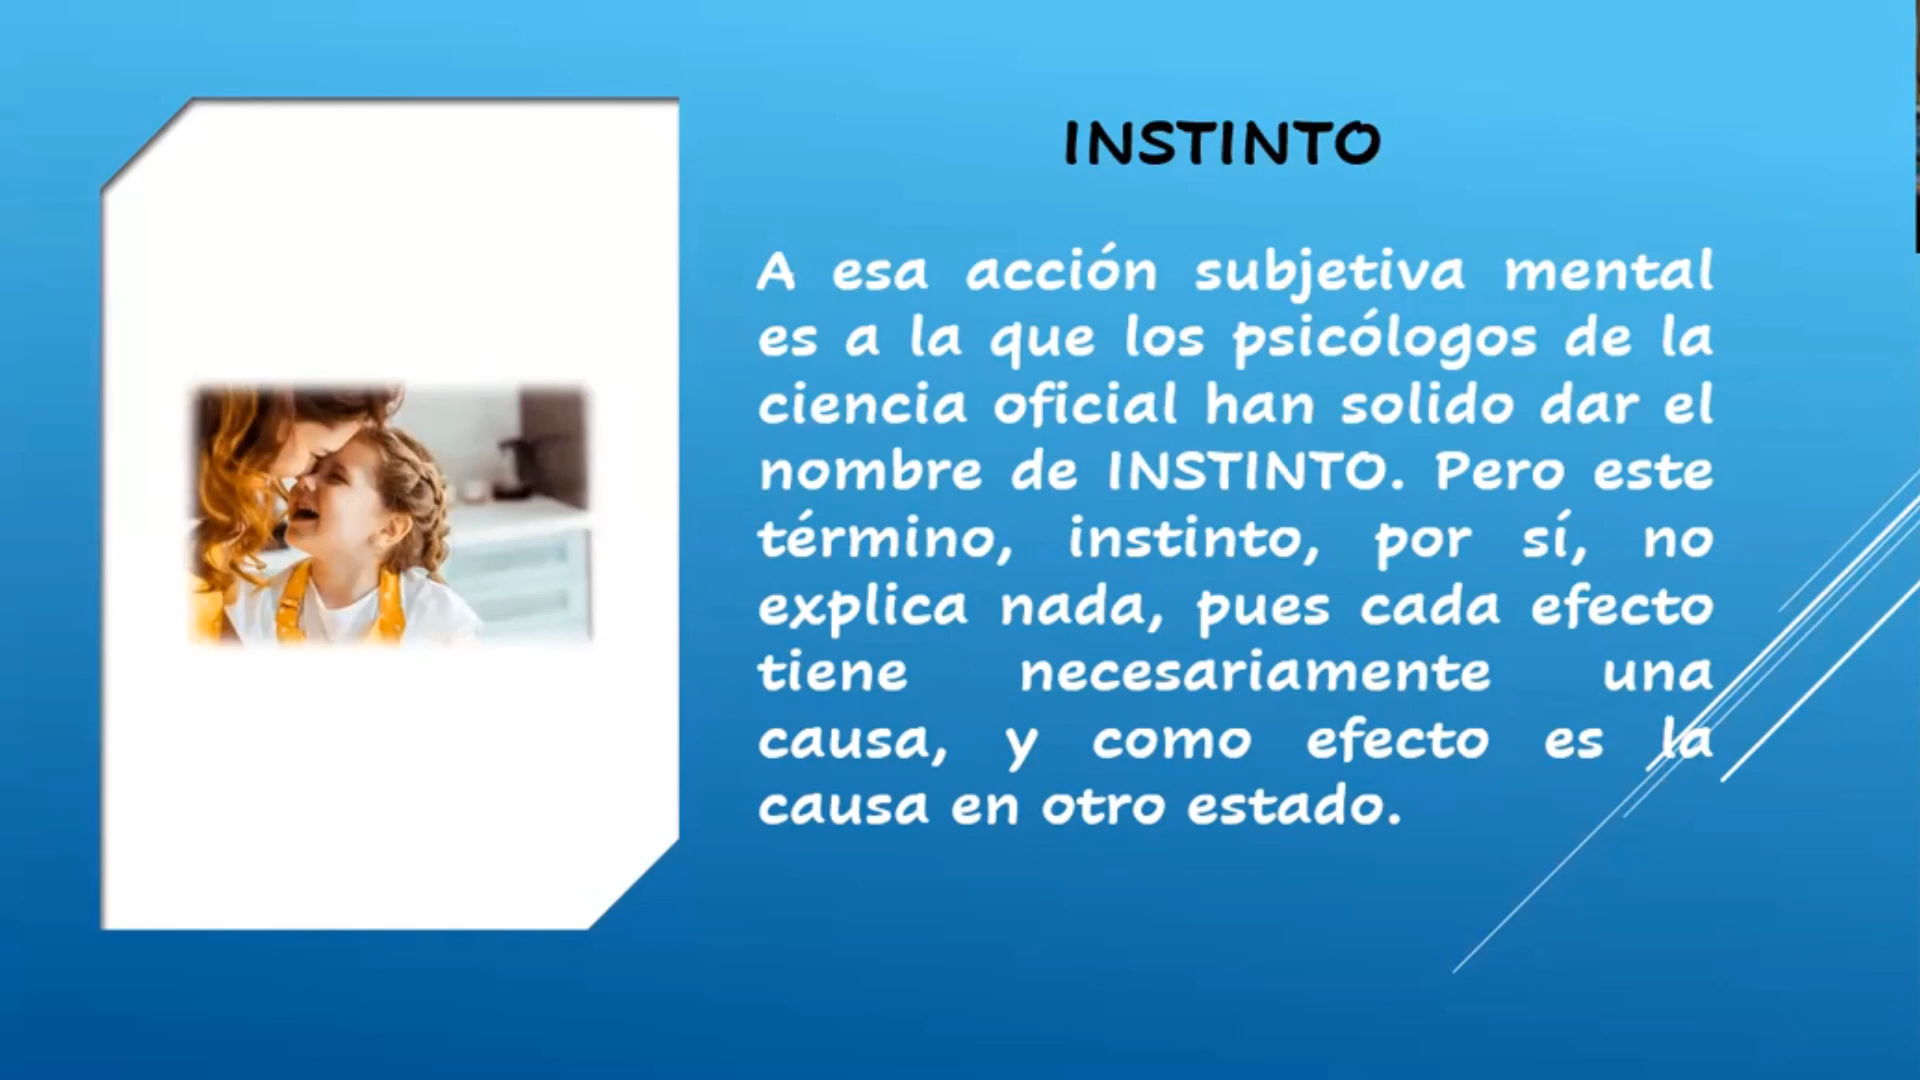 INSTINTO
A esa acción subjetiva mental
es a la que los psicólogos de la
ciencia oficial han solido dar el
nombre de INSTINTO. Pero este
término, instinto, por sí, no
explica nada, pues cada efecto
tiene necesariamente una
causa, y como efecto es la
causa en otro estado.